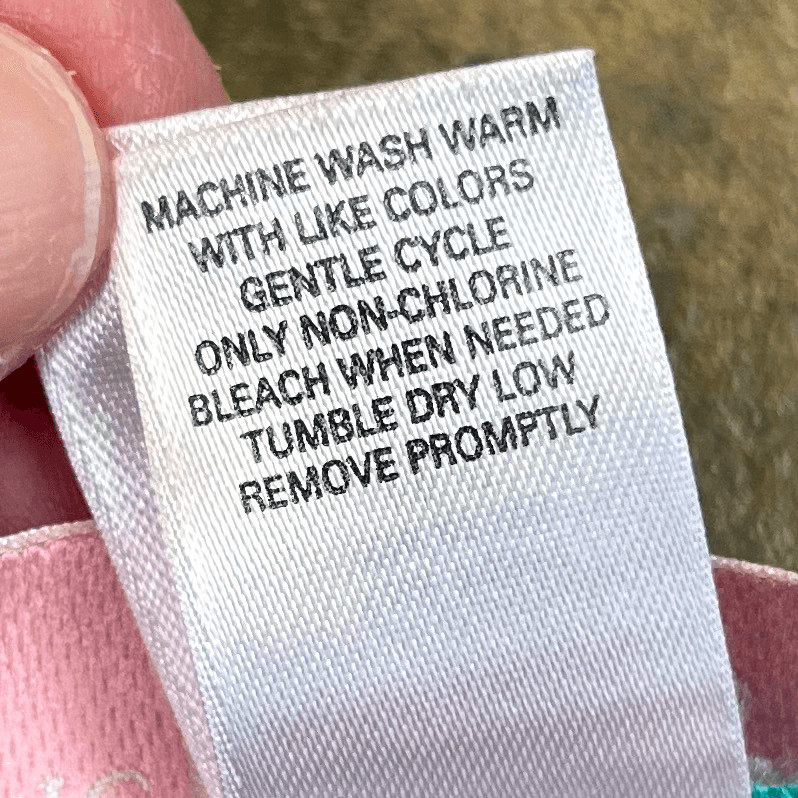 MACHINE WASH WARM
WITH LIKE COLORS
GENTLE CYCLE
ONLY NON-CHLORINE
BLEACH WHEN NEEDED
TUMBLE DRY LOW
REMOVE PROMPTLY